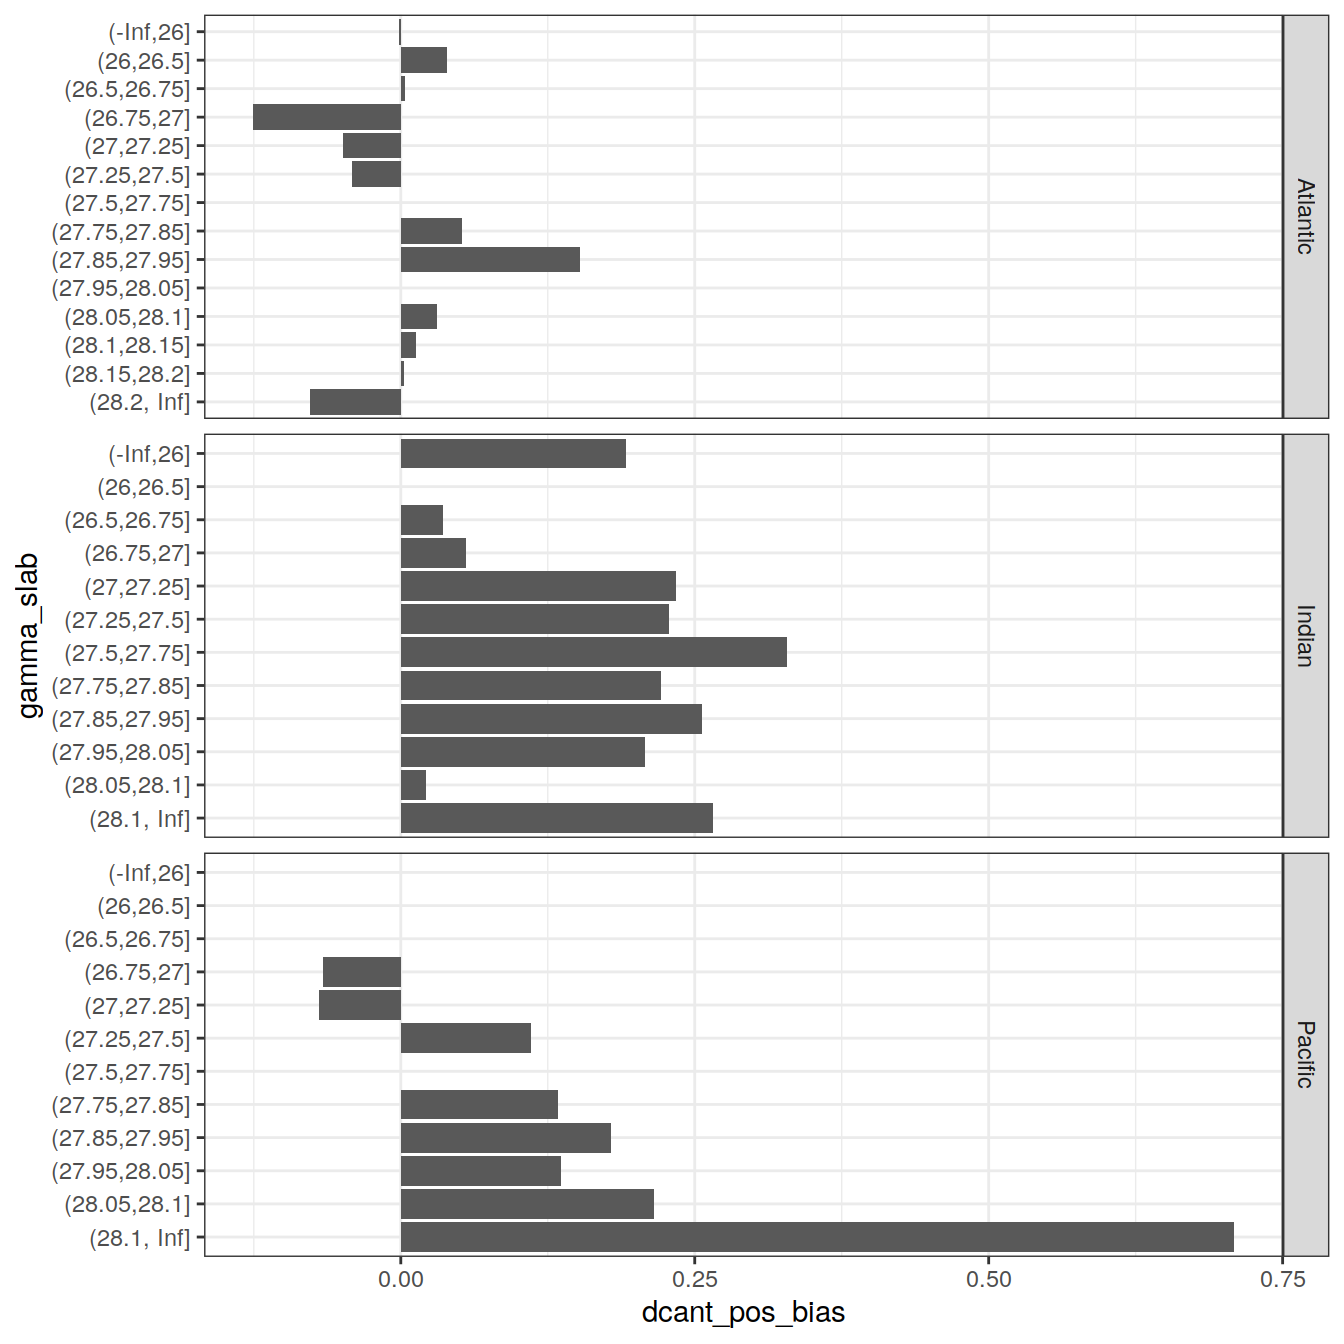 (-Inf,26]
(26,26.5]
(26.5,26.75]
(26.75,27]
(27,27.25]
(27.25,27.5]
(27.5,27.75]
(27.75,27.85]
(27.85,27.95]
(27.95,28.05]
(28.05,28.1]
(28.1,28.15]
(28.15,28.2]
(28.2, Inf]
Atlantic
(-Inf,26]
(26,26.5]
(26.5,26.75]
(26.75,27]
(27,27.25]
(27.25,27.5]
(27.5,27.75]
(27.75,27.85]
(27.85,27.95]
(27.95,28.05]
(28.05,28.1]
(28.1, Inf]
Indian
gamma_slab
(-Inf,26]
(26,26.5]
(26.5,26.75]
(26.75,27]
(27,27.25]
(27.25,27.5]
(27.5,27.75]
(27.75,27.85]
(27.85,27.95]
(27.95,28.05]
(28.05,28.1]
(28.1, Inf]
Pacific
0.00 0.25 0.50 0.75
dcant_pos_bias